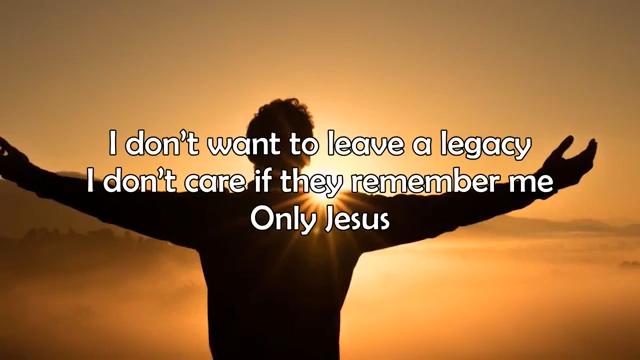 I don't want to leave a legacy
I don't care if they remember me
Only Jesus